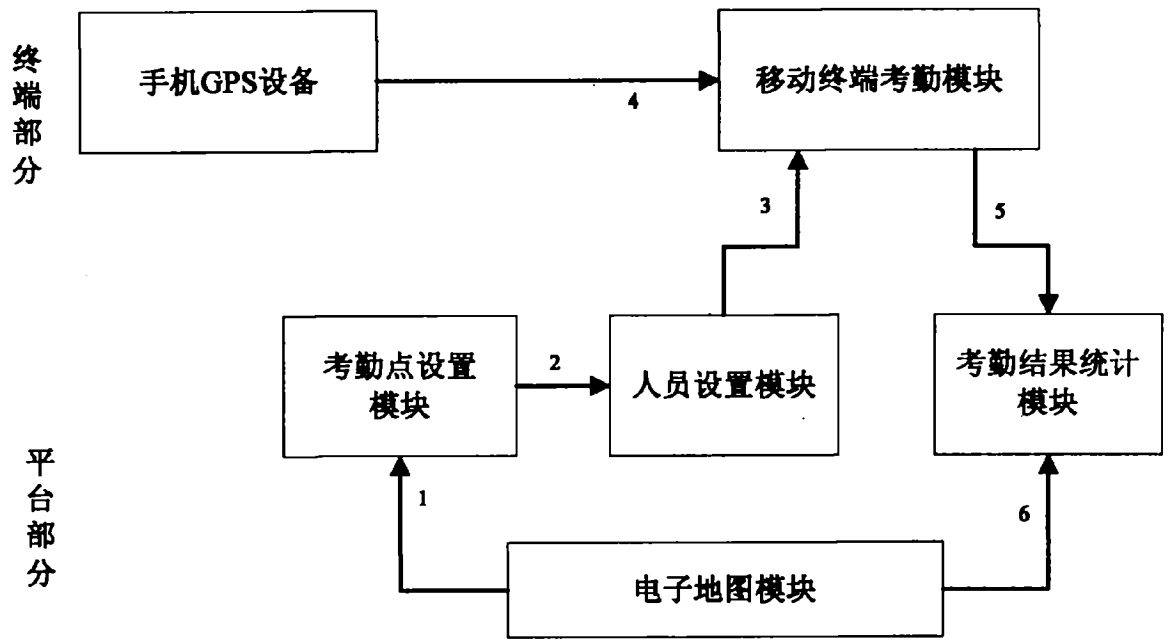 终端部分
手机GPS设备
4
移动终端考勤模块
3
5
考勤点设置
模块
2
人员设置模块
考勤结果统计
模块
平台部分
1
6
电子地图模块